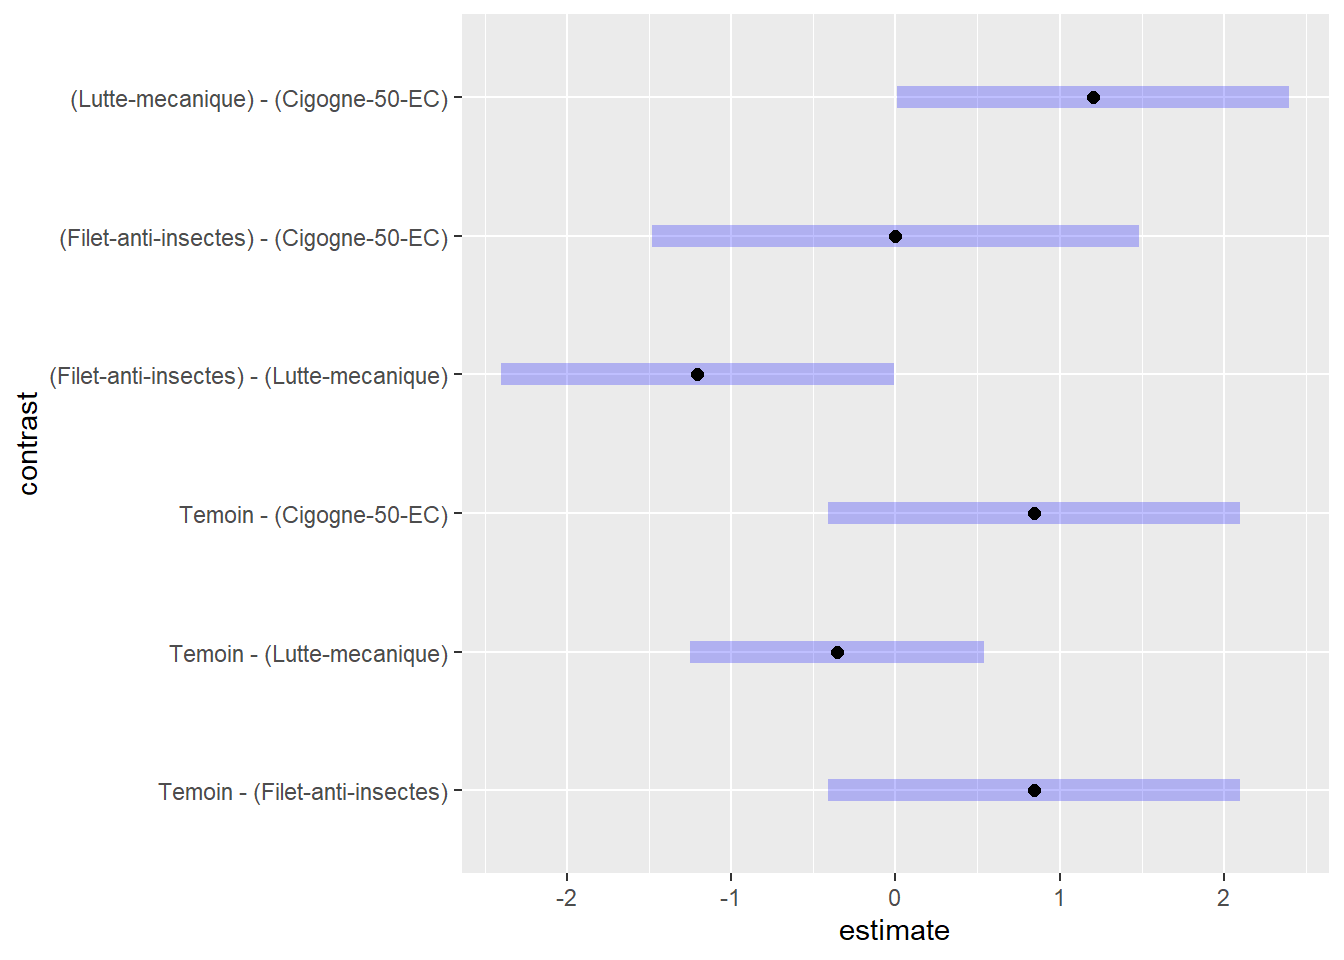 (Lutte-mecanique) - (Cigogne-50-EC)
(Filet-anti-insectes) - (Cigogne-50-EC)
(Filet-anti-insectes) - (Lutte-mecanique)
Temoin - (Cigogne-50-EC)
Temoin - (Lutte-mecanique)
Temoin - (Filet-anti-insectes)
contrast
-2 -1 0 1 2
estimate